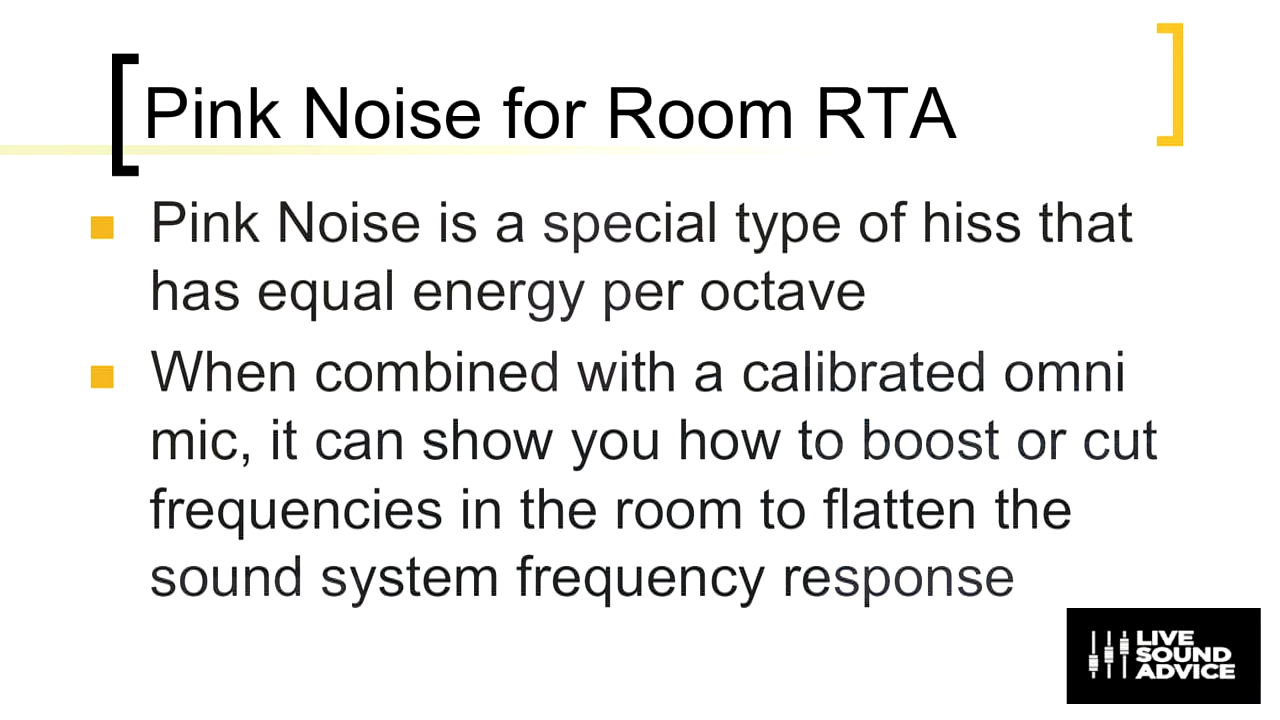 Pink Noise for Room RTA
Pink Noise is a special type of hiss that
has equal energy per octave
When combined with a calibrated omni
mic, it can show you how to boost or cut
frequencies in the room to flatten the
sound system frequency response
LIVE
SOUND
ADVICE